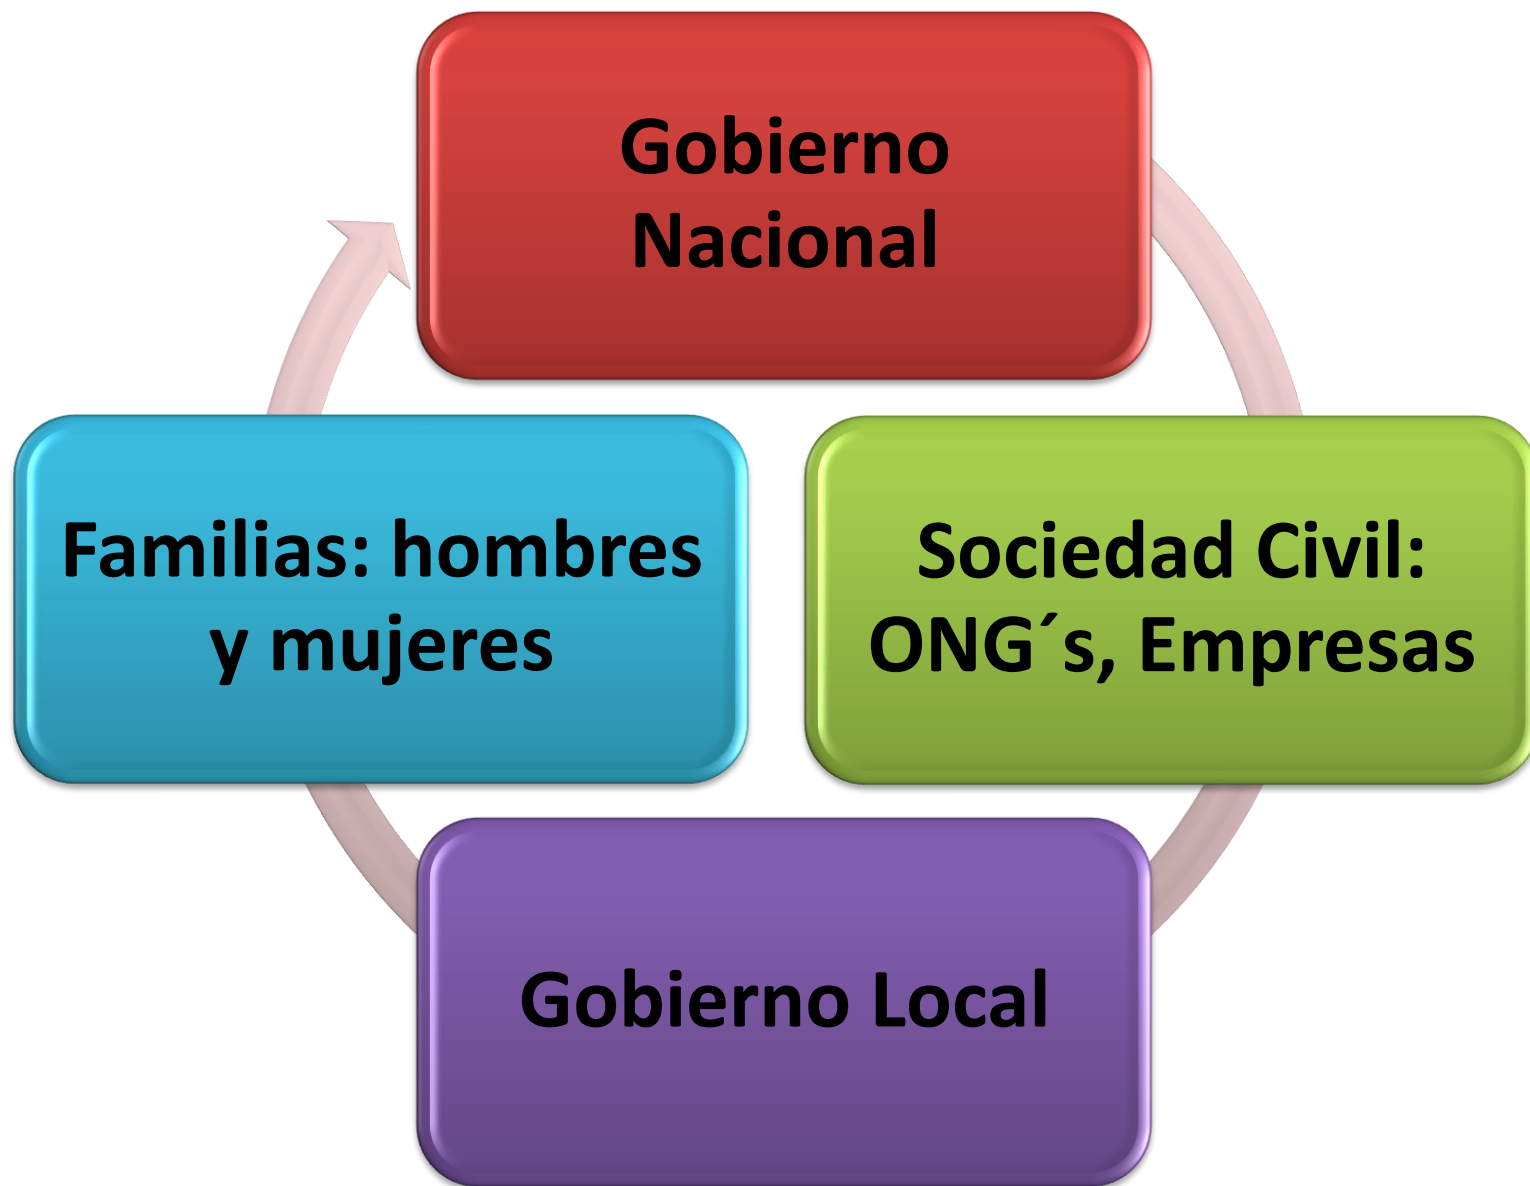 Gobierno
Nacional
Familias: hombres
y mujeres
Sociedad Civil:
ONG´s, Empresas
Gobierno Local